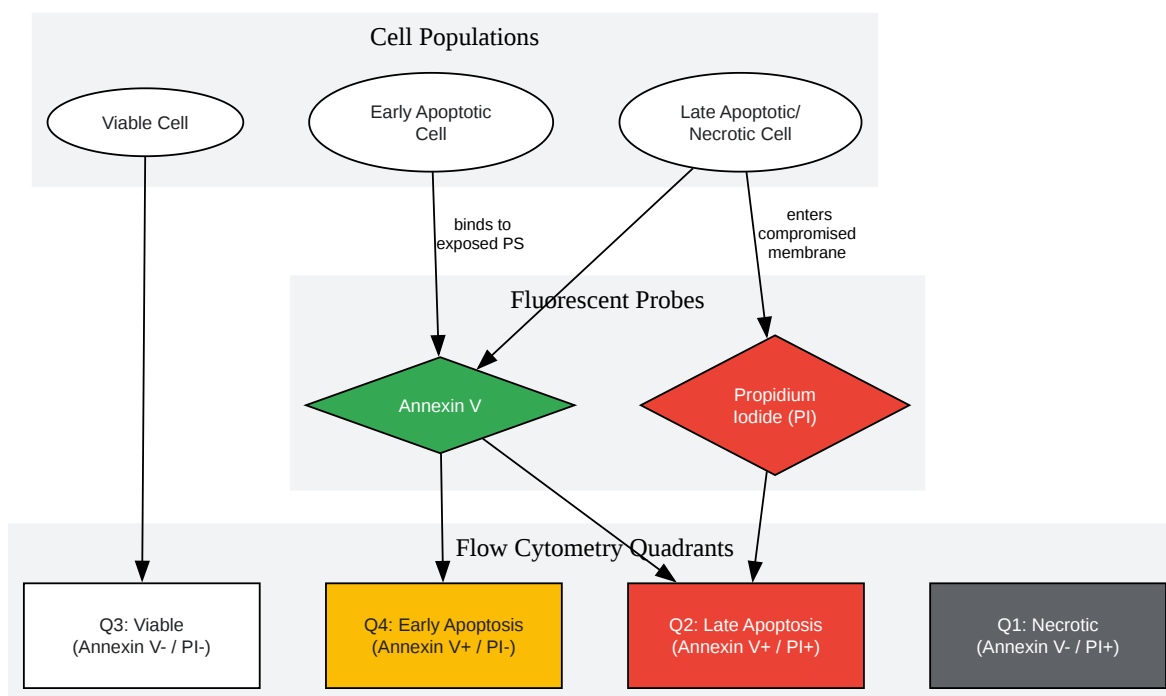 Cell Populations
Viable Cell
Early Apoptotic
Cell
Late Apoptotic/
Necrotic Cell
binds to
exposed PS
enters
compromised
membrane
Fluorescent Probes
Annexin V
Propidium
Iodide (PI)
Flow Cytometry Quadrants
Q3: Viable
(Annexin V- / PI-)
Q4: Early Apoptosis
(Annexin V+ / PI-)
Q2: Late Apoptosis
(Annexin V+ / PI+)
Q1: Necrotic
(Annexin V- / PI+)